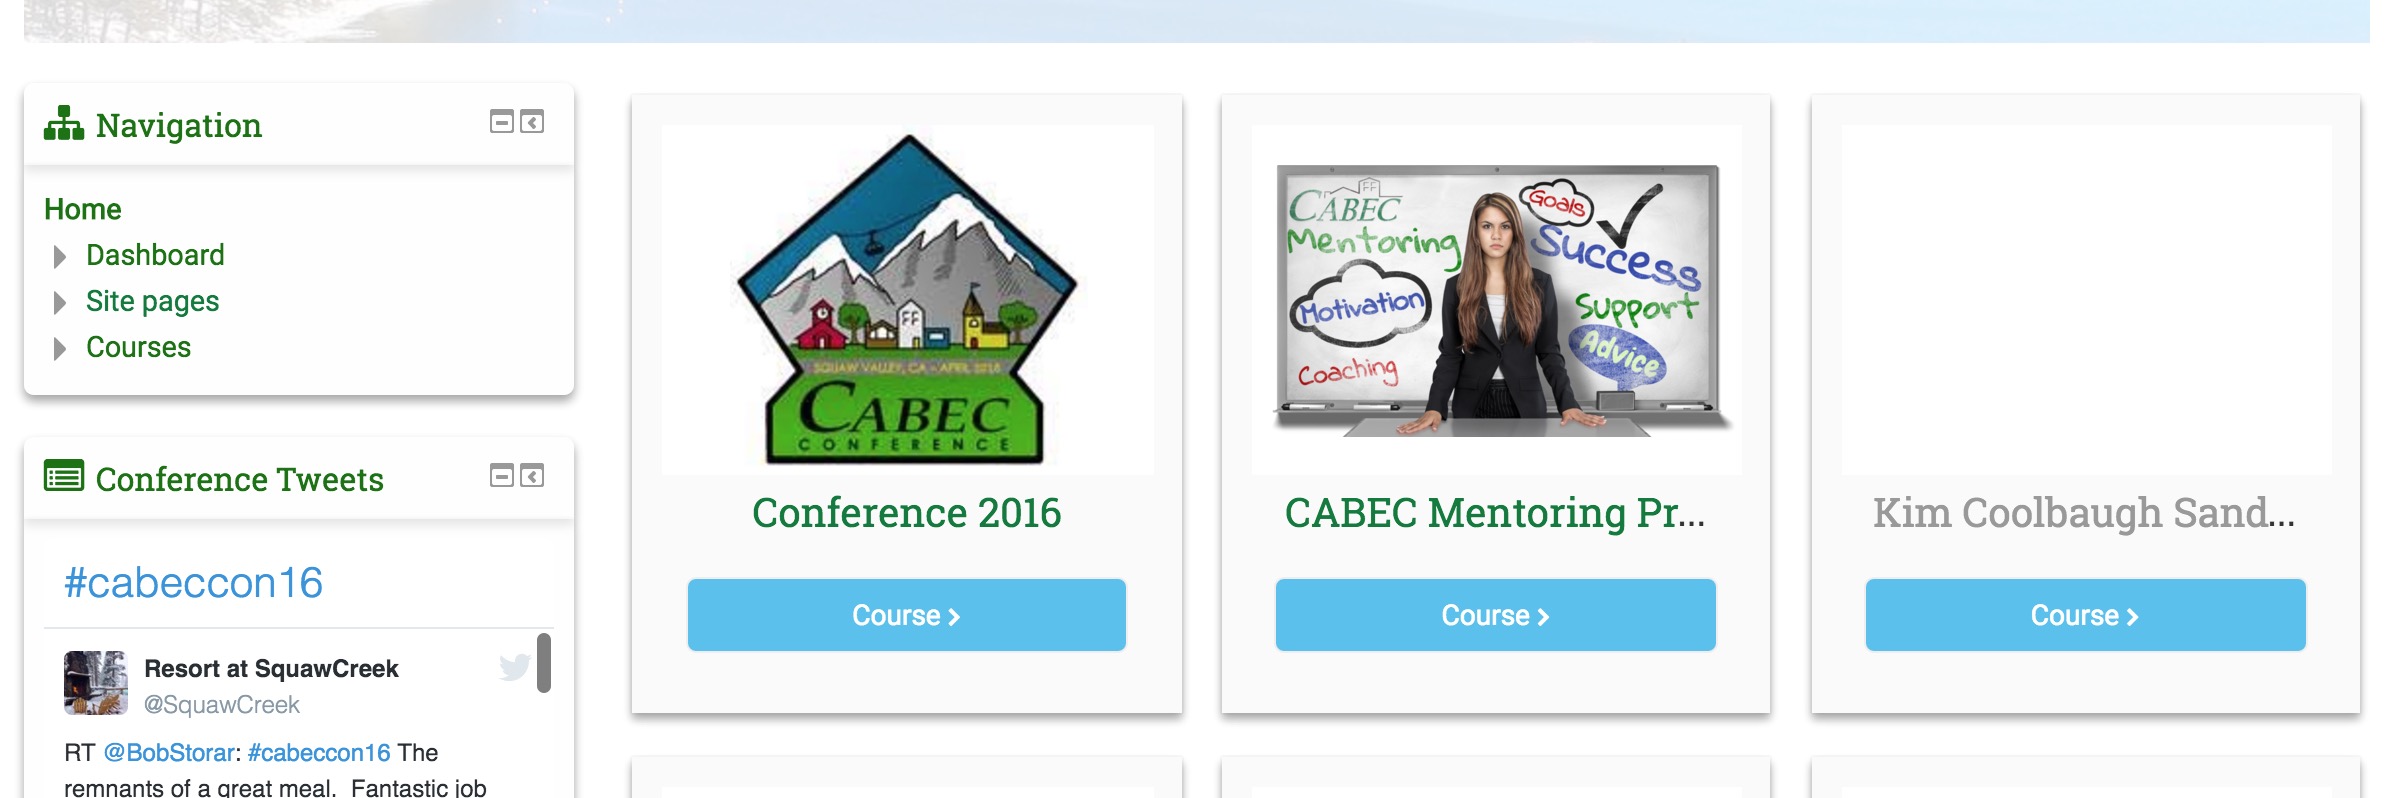 Navigation
Home
Dashboard
Site pages
Courses
Conference Tweets
#cabeccon16
Resort at SquawCreek
@SquawCreek
RT @BobStorar: #cabeccon16 The
remnants of a great meal.  Fantastic job
SQUAW VALLEY, CA - APRIL 2016
CABEC
CONFERENCE
Conference 2016
Course
CABEC
Mentoring
Goals
Success
Motivation
Support
Advice
Coaching
CABEC Mentoring Pr...
Course
Kim Coolbaugh Sand...
Course